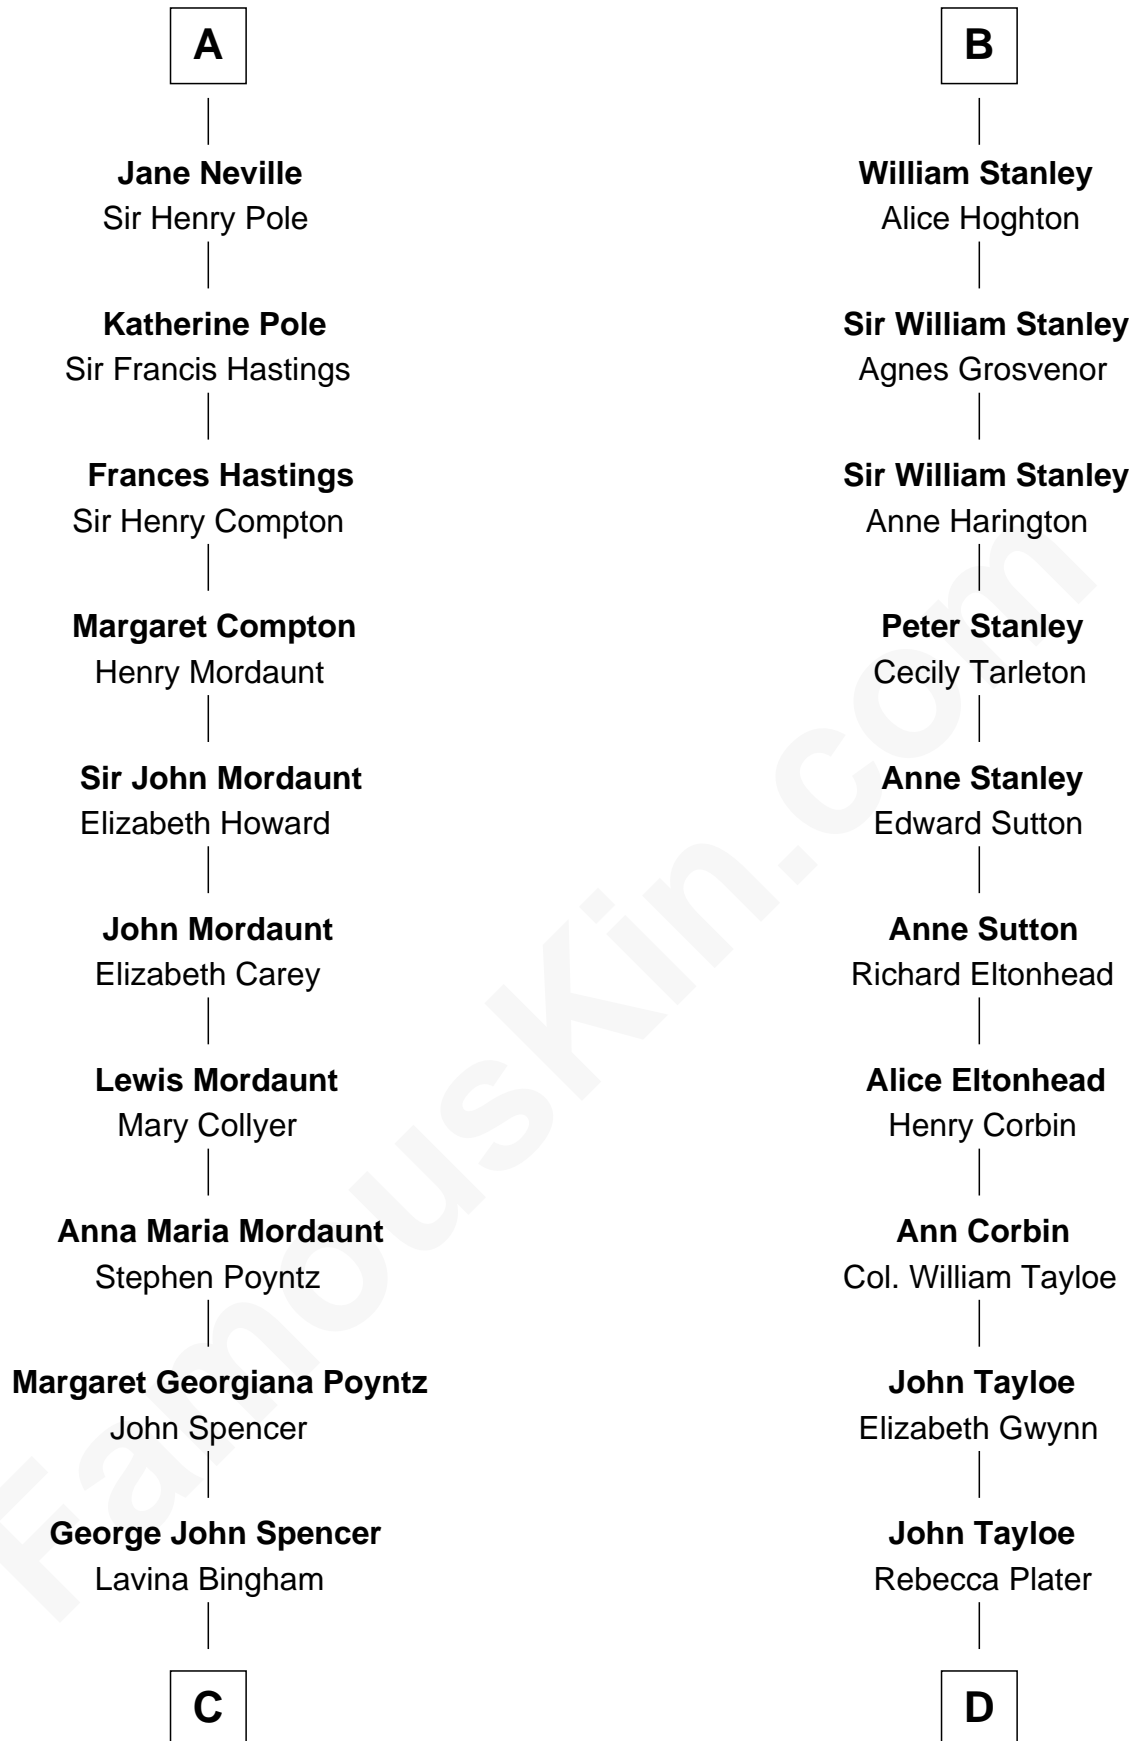 A
Jane Neville
Sir Henry Pole
Katherine Pole
Sir Francis Hastings
Frances Hastings
Sir Henry Compton
Margaret Compton
Henry Mordaunt
Sir John Mordaunt
Elizabeth Howard
John Mordaunt
Elizabeth Carey
Lewis Mordaunt
Mary Collyer
Anna Maria Mordaunt
Stephen Poyntz
Margaret Georgiana Poyntz
John Spencer
George John Spencer
Lavina Bingham
C
B
William Stanley
Alice Hoghton
Sir William Stanley
Agnes Grosvenor
Sir William Stanley
Anne Harington
Peter Stanley
Cecily Tarleton
Anne Stanley
Edward Sutton
Anne Sutton
Richard Eltonhead
Alice Eltonhead
Henry Corbin
Ann Corbin
Col. William Tayloe
John Tayloe
Elizabeth Gwynn
John Tayloe
Rebecca Plater
D
FamousKin.com